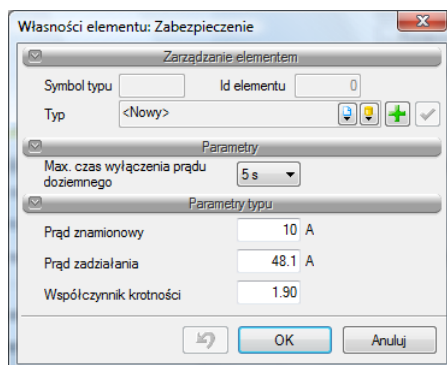 Własności elementu: Zabezpieczenie
Zarządzanie elementem
Symbol typu Id elementu 0
Typ <Nowy>
Parametry
Max. czas wyłączenia prądu
doziemnego 5 s
Parametry typu
Prąd znamionowy 10 A
Prąd zadziałania 48.1 A
Współczynnik krotności 1.90
OK Anuluj